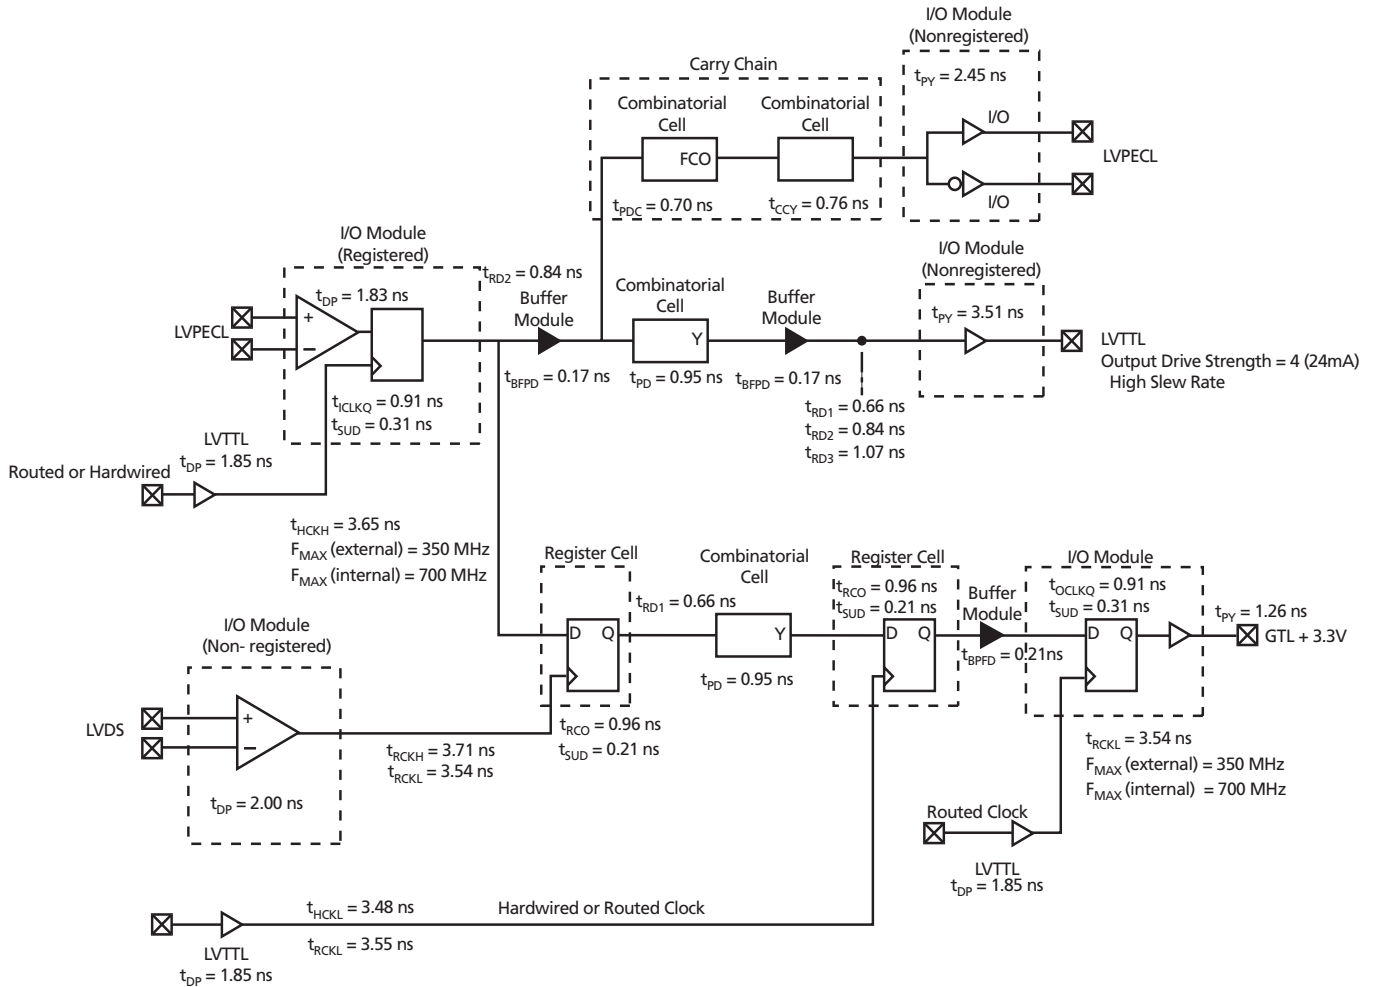 I/O Module
(Nonregistered)
tPY = 2.45 ns
I/O
I/O
LVPECL
Carry Chain
Combinatorial
Cell
FCO
tPDC = 0.70 ns
Combinatorial
Cell
tCCY = 0.76 ns
I/O Module
(Registered)
tDP = 1.83 ns
LVPECL
+
−
tICLKQ = 0.91 ns
tSUD = 0.31 ns
tRD2 = 0.84 ns
Buffer
Module
tBFPD = 0.17 ns
Combinatorial
Cell
Y
tPD = 0.95 ns
Buffer
Module
tBFPD = 0.17 ns
tRD1 = 0.66 ns
tRD2 = 0.84 ns
tRD3 = 1.07 ns
I/O Module
(Nonregistered)
tPY = 3.51 ns
LVTTL
Output Drive Strength = 4 (24mA)
High Slew Rate
LVTTL
tDP = 1.85 ns
Routed or Hardwired
tHCKH = 3.65 ns
FMAX (external) = 350 MHz
FMAX (internal) = 700 MHz
Register Cell
D Q
tRCO = 0.96 ns
tSUD = 0.21 ns
tRD1 = 0.66 ns
Combinatorial
Cell
Y
tPD = 0.95 ns
Register Cell
tRCO = 0.96 ns
tSUD = 0.21 ns
D Q
Buffer
Module
tBPFD = 0.21ns
I/O Module
tOCLKQ = 0.91 ns
tSUD = 0.31 ns
D Q
tPY = 1.26 ns
GTL + 3.3V
tRCKL = 3.54 ns
FMAX (external) = 350 MHz
FMAX (internal) = 700 MHz
I/O Module
(Non- registered)
LVDS
+
−
tDP = 2.00 ns
tRCKH = 3.71 ns
tRCKL = 3.54 ns
Routed Clock
LVTTL
tDP = 1.85 ns
tHCKL = 3.48 ns
Hardwired or Routed Clock
tRCKL = 3.55 ns
LVTTL
tDP = 1.85 ns